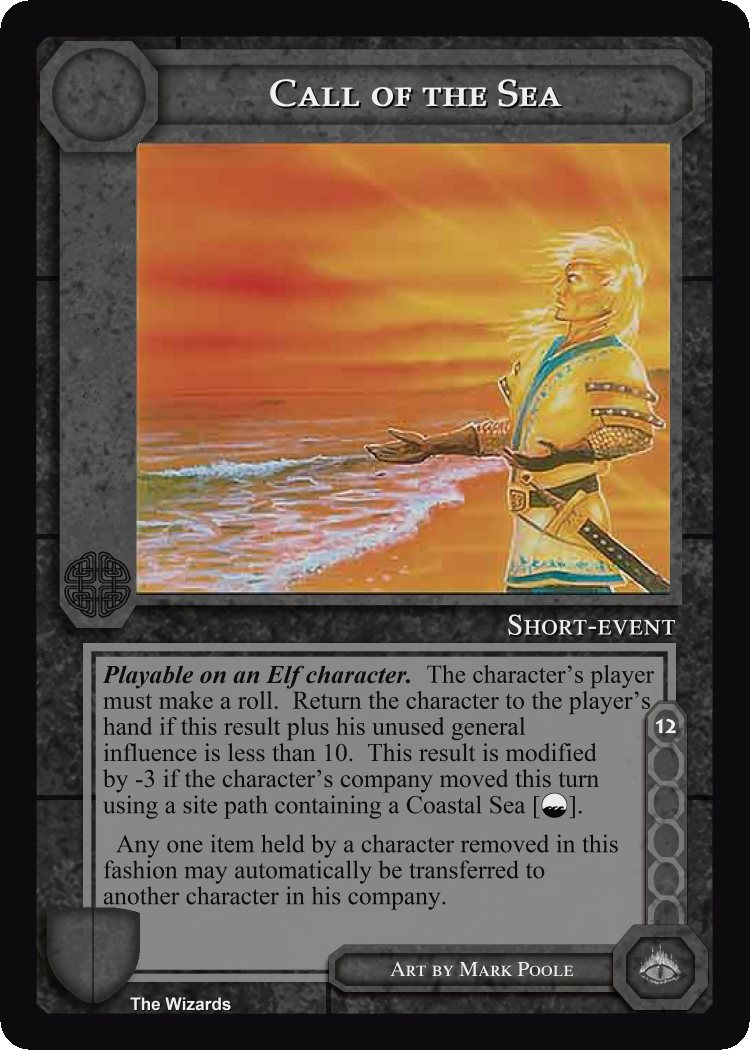 Call of the Sea
Short-event
Playable on an Elf character. The character's player
must make a roll. Return the character to the player's
hand if this result plus his unused general
influence is less than 10. This result is modified
by -3 if the character's company moved this turn
using a site path containing a Coastal Sea [ ].
Any one item held by a character removed in this
fashion may automatically be transferred to
another character in his company.
12
Art by Mark Poole
The Wizards